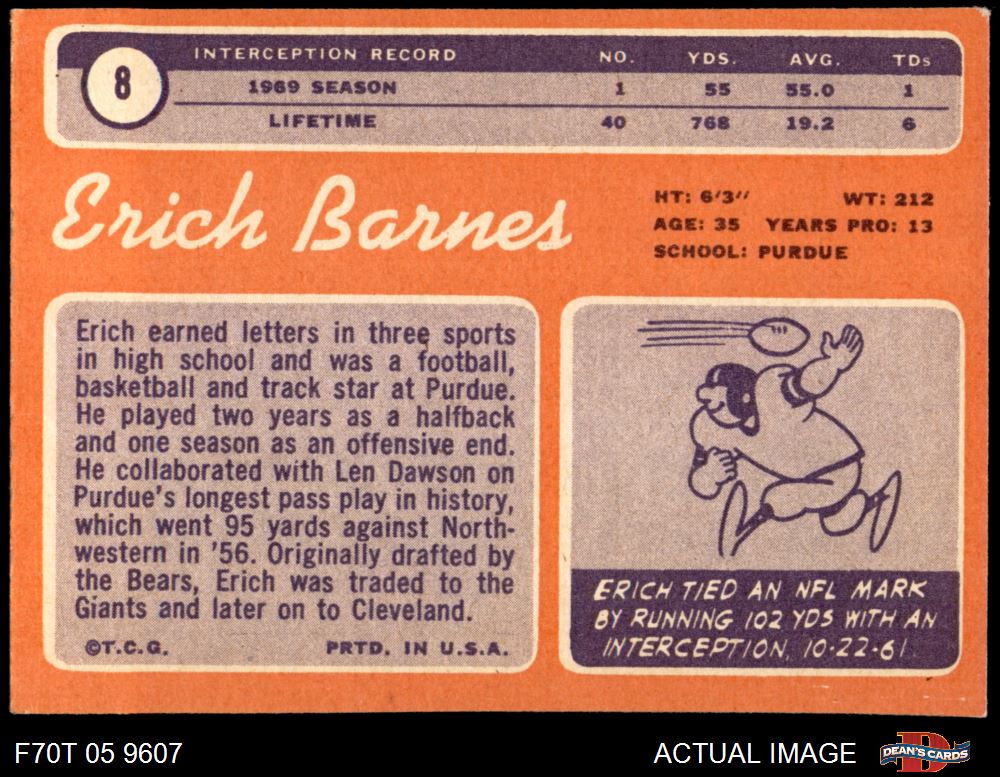 8
INTERCEPTION RECORD NO. YDS. AVG. TDs
1969 SEASON 1 55 55.0 1
LIFETIME 40 768 19.2 6
Erich Barnes
HT: 6'3" WT: 212
AGE: 35 YEARS PRO: 13
SCHOOL: PURDUE
Erich earned letters in three sports
in high school and was a football,
basketball and track star at Purdue.
He played two years as a halfback
and one season as an offensive end.
He collaborated with Len Dawson on
Purdue's longest pass play in history,
which went 95 yards against North-
western in '56. Originally drafted by
the Bears, Erich was traded to the
Giants and later on to Cleveland.
©T.C.G. PRTD. IN U.S.A.
ERICH TIED AN NFL MARK
BY RUNNING 102 YDS WITH AN
INTERCEPTION, 10-22-61
F70T 05 9607
ACTUAL IMAGE
DEAN'S CARDS